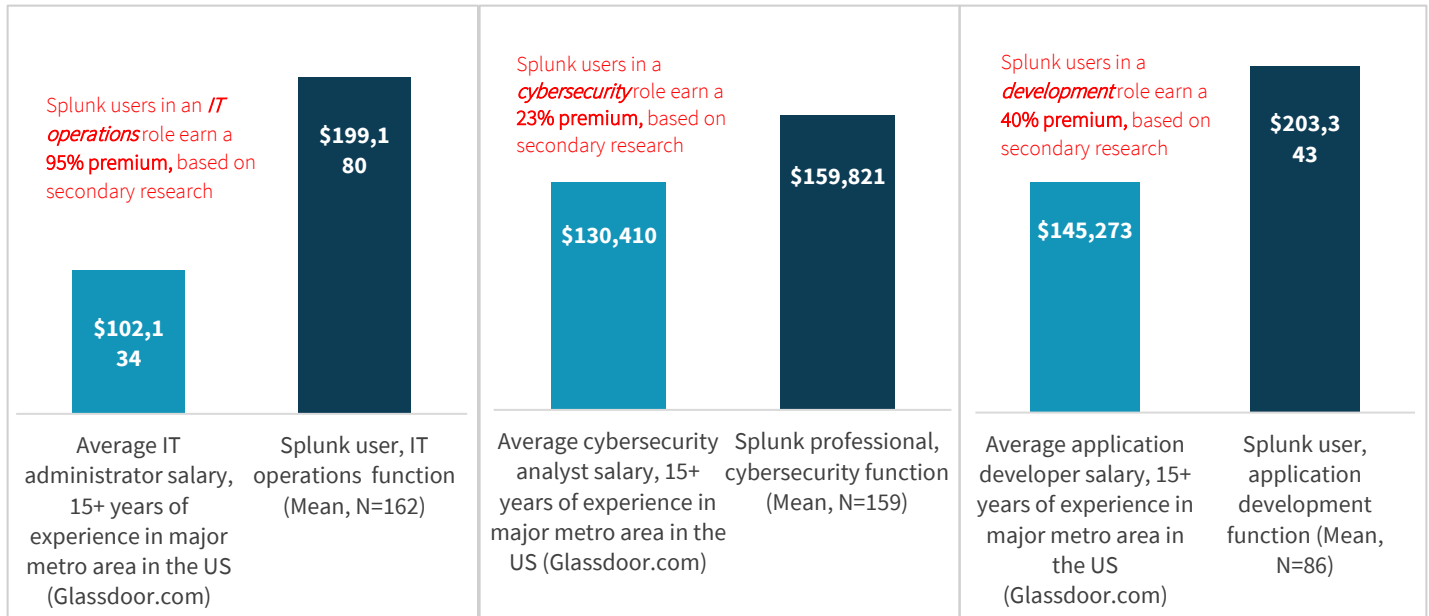 Splunk users in an IT
operations role earn a
95% premium, based on
secondary research
$199,1
80
$102,1
34
Average IT
administrator salary,
15+ years of
experience in major
metro area in the US
(Glassdoor.com)
Splunk user, IT
operations function
(Mean, N=162)
Splunk users in a
cybersecurity role earn a
23% premium, based on
secondary research
$130,410
$159,821
Average cybersecurity
analyst salary, 15+
years of experience in
major metro area in the
US (Glassdoor.com)
Splunk professional,
cybersecurity function
(Mean, N=159)
Splunk users in a
development role earn a
40% premium, based on
secondary research
$203,3
43
$145,273
Average application
developer salary, 15+
years of experience in
major metro area in
the US
(Glassdoor.com)
Splunk user,
application
development
function (Mean,
N=86)